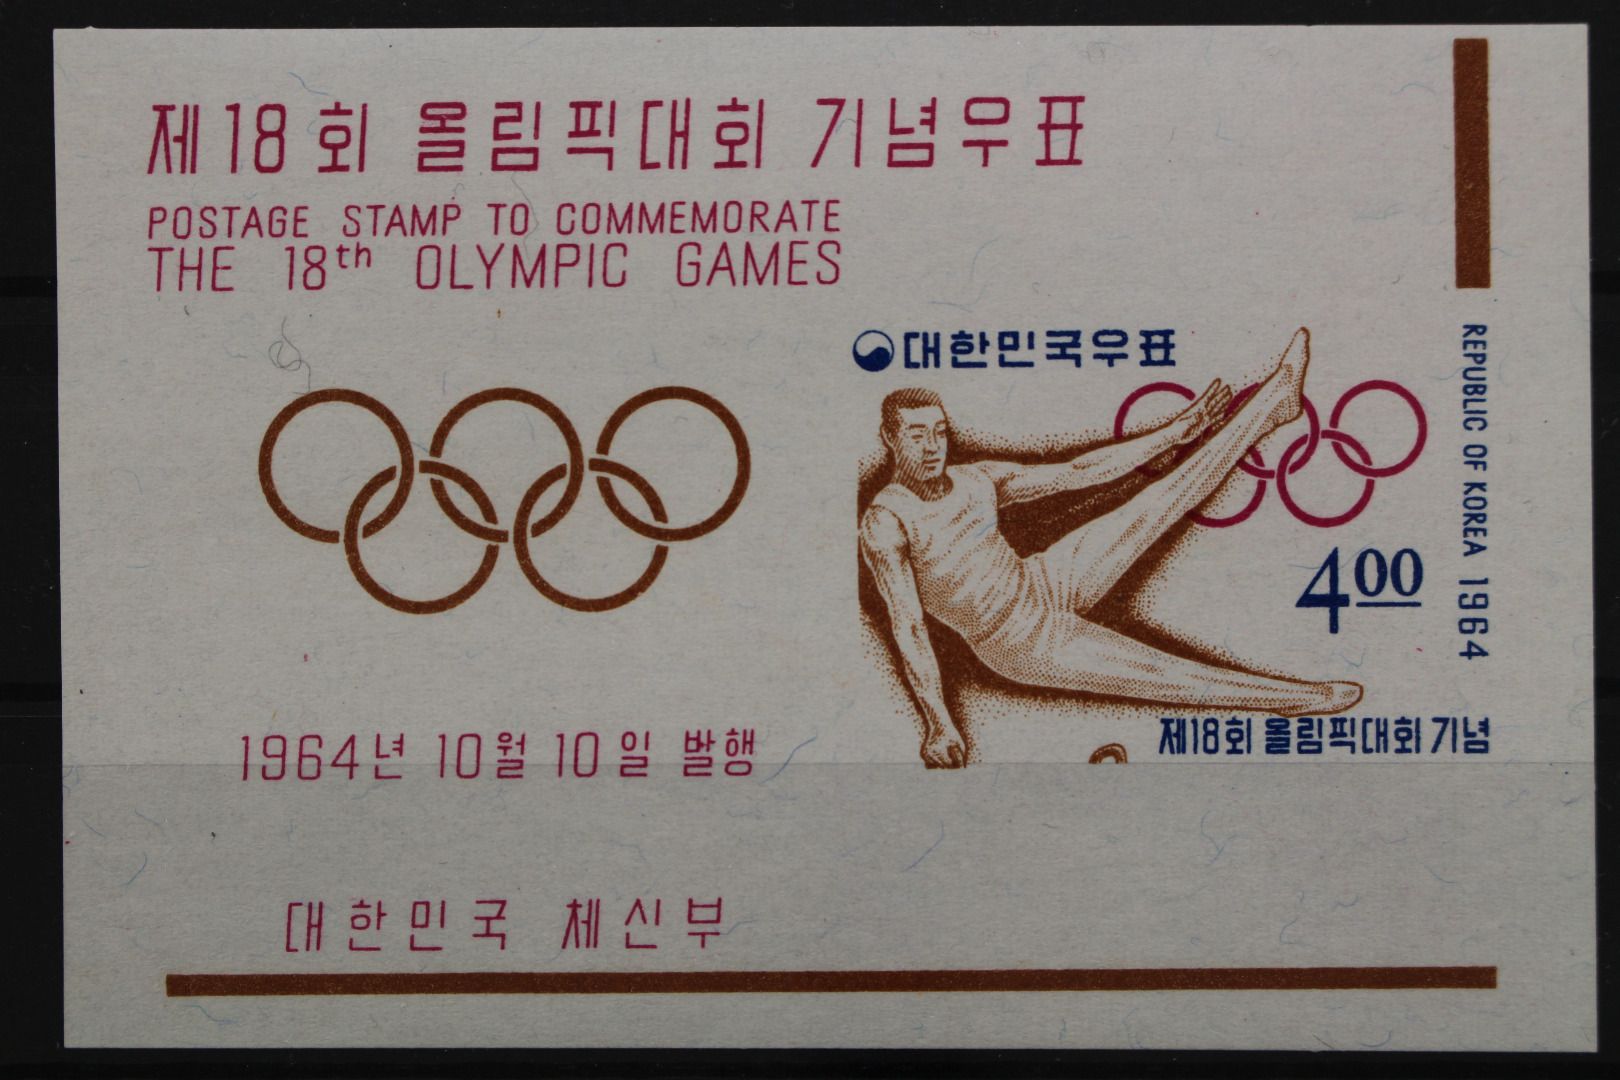 제18회 올림픽대회 기념우표
POSTAGE STAMP TO COMMEMORATE
THE 18th OLYMPIC GAMES
대한민국우표
REPUBLIC OF KOREA 1964
4 00
제18회 올림픽대회 기념
1964년 10월 10일 발행
대한민국 체신부